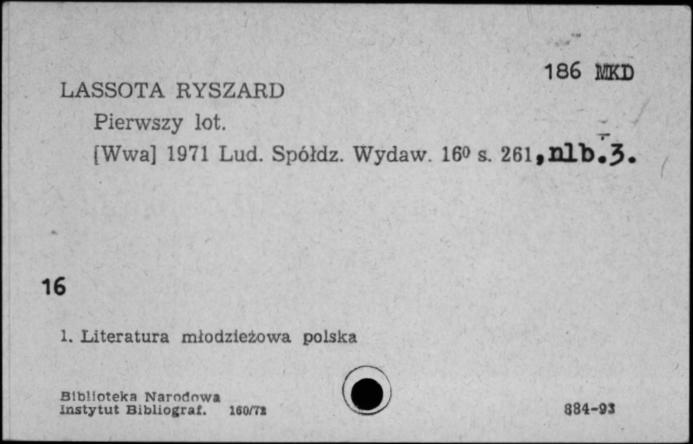 186 MKD
LASSOTA RYSZARD
Pierwszy lot.
[Wwa] 1971 Lud. Spółdz. Wydaw. 16⁰ s. 261, nlb. 3.
16
1. Literatura młodzieżowa polska
Biblioteka Narodowa
Instytut Bibliograf. 160/72
884-93